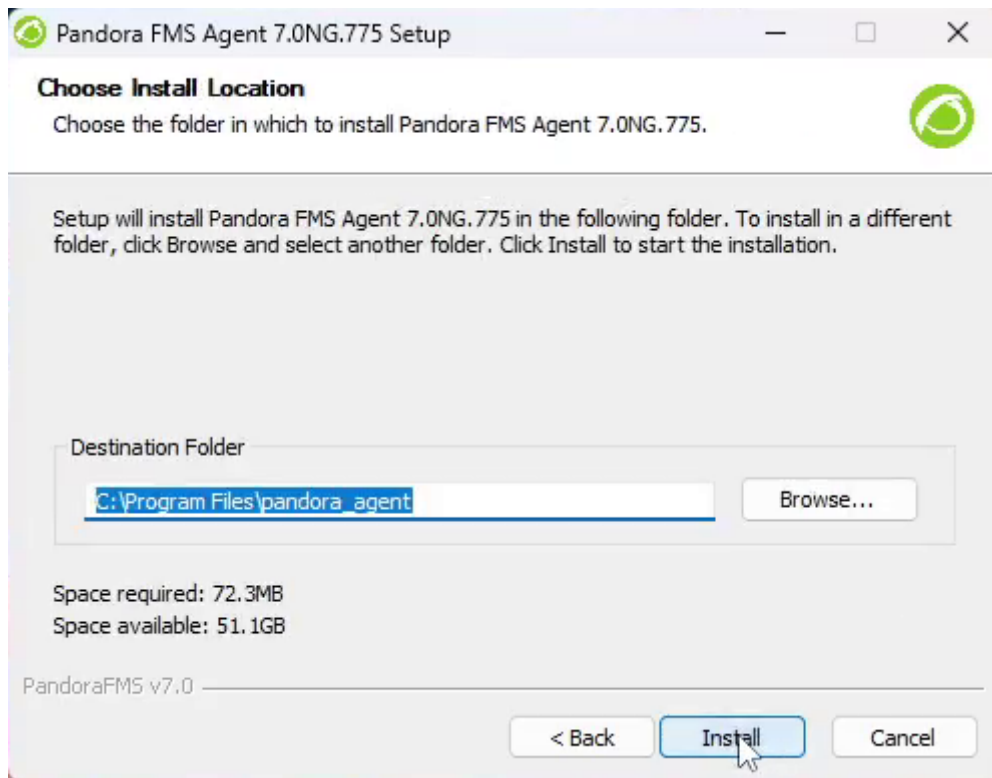 Pandora FMS Agent 7.0NG.775 Setup
Choose Install Location
Choose the folder in which to install Pandora FMS Agent 7.0NG.775.
Setup will install Pandora FMS Agent 7.0NG.775 in the following folder. To install in a different
folder, click Browse and select another folder. Click Install to start the installation.
Destination Folder
C:\Program Files\pandora_agent
Browse...
Space required: 72.3MB
Space available: 51.1GB
PandoraFMS v7.0
< Back
Install
Cancel